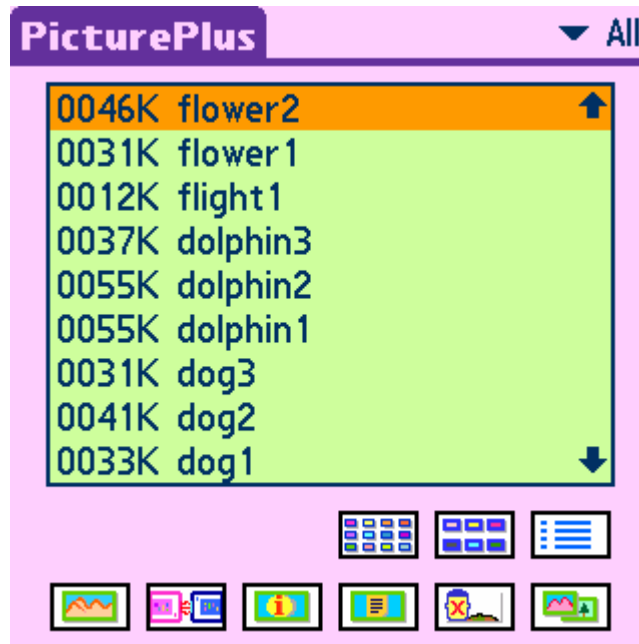 PicturePlus
All
0046K flower2
0031K flower1
0012K flight1
0037K dolphin3
0055K dolphin2
0055K dolphin1
0031K dog3
0041K dog2
0033K dog1